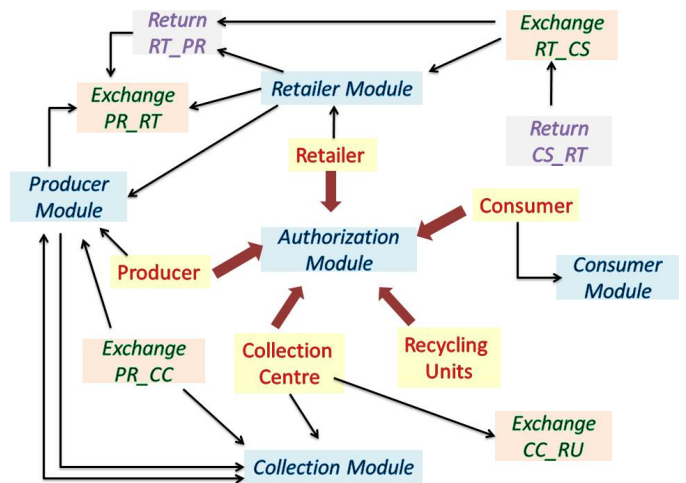 Return
RT_PR
Exchange
RT_CS
Exchange
PR_RT
Retailer Module
Return
CS_RT
Retailer
Producer
Module
Consumer
Authorization
Module
Producer
Consumer
Module
Exchange
PR_CC
Collection
Centre
Recycling
Units
Exchange
CC_RU
Collection Module